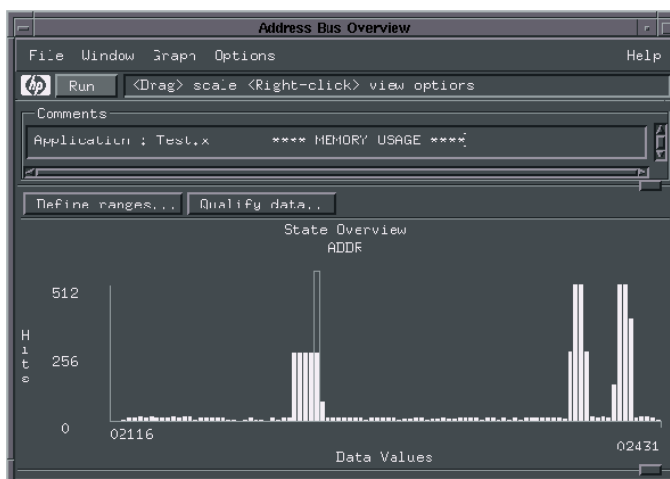 Address Bus Overview
File Window Graph Options Help
hp Run <Drag> scale <Right-click> view options
Comments
Application : Test.x **** MEMORY USAGE ****
Define ranges... Qualify data..
State Overview
ADDR
512
Hits
256
0
02116
02431
Data Values